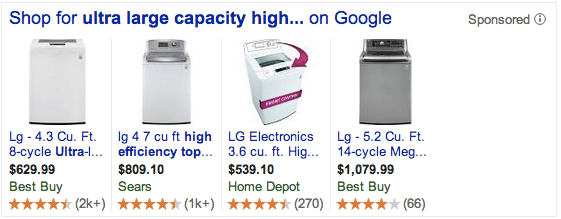 Shop for ultra large capacity high... on Google
Sponsored
Lg - 4.3 Cu. Ft.
8-cycle Ultra-l...
$629.99
Best Buy
(2k+)
lg 4 7 cu ft high
efficiency top...
$809.10
Sears
(1k+)
FRONT CONTROL
LG Electronics
3.6 cu. ft. Hig...
$539.10
Home Depot
(270)
Lg - 5.2 Cu. Ft.
14-cycle Meg...
$1,079.99
Best Buy
(66)